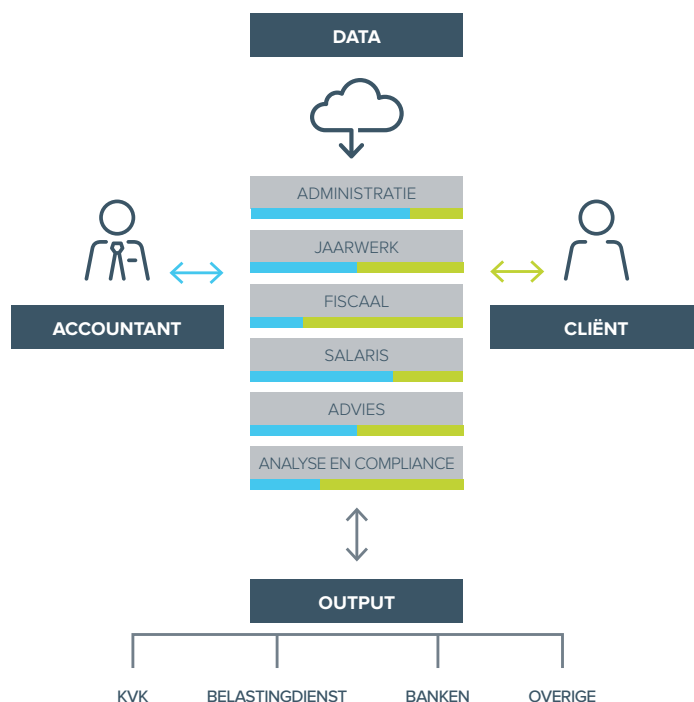 DATA
ADMINISTRATIE
JAARWERK
FISCAAL
ACCOUNTANT
CLIËNT
SALARIS
ADVIES
ANALYSE EN COMPLIANCE
OUTPUT
KVK BELASTINGDIENST BANKEN OVERIGE